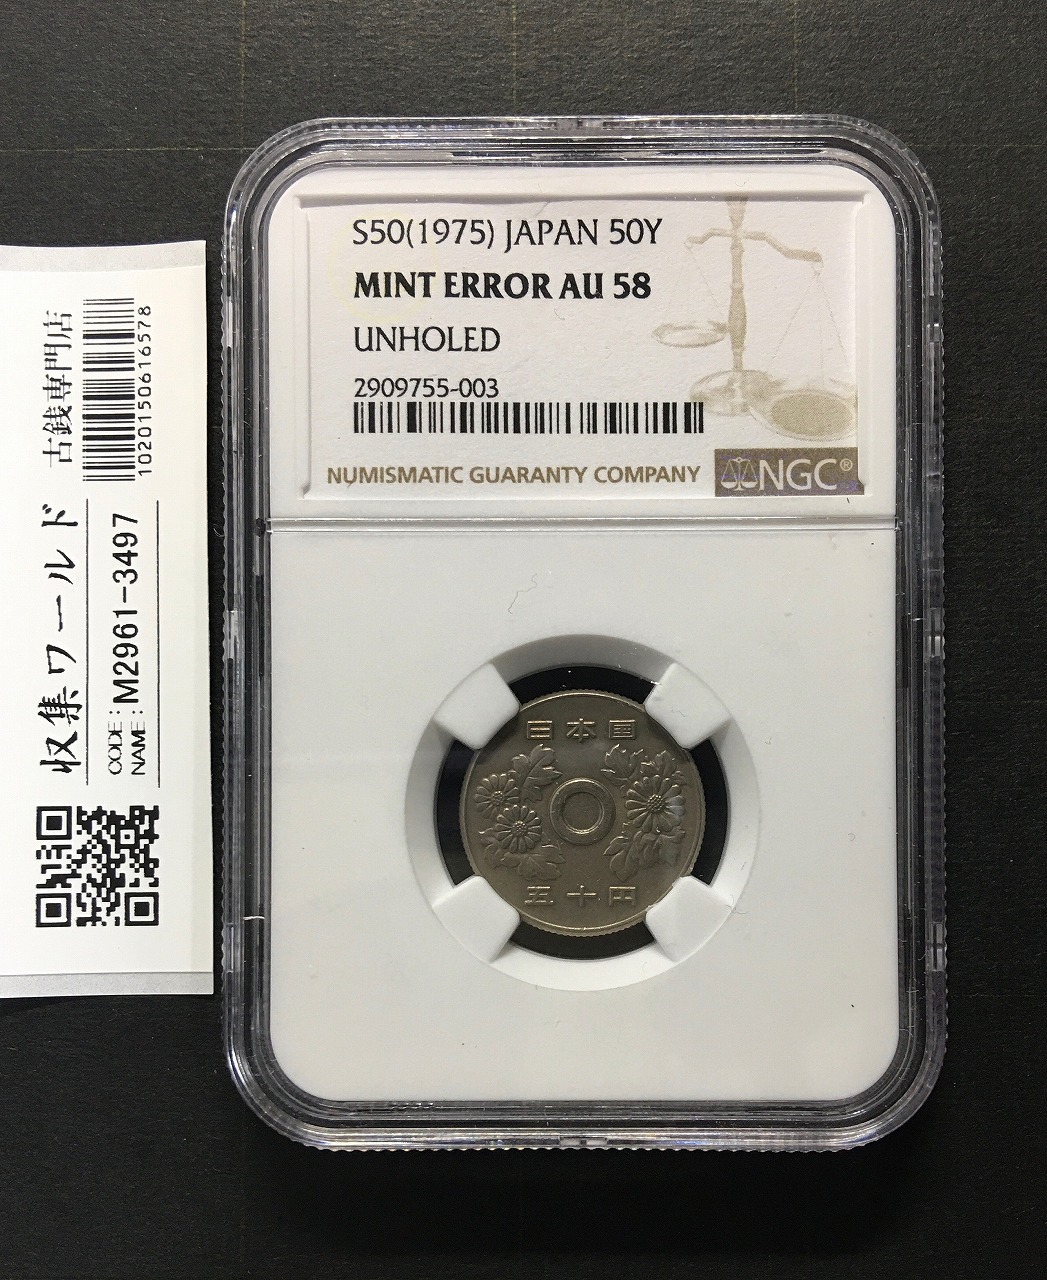 S50(1975) JAPAN 50Y
MINT ERROR AU 58
UNHOLED
2909755-003
NUMISMATIC GUARANTY COMPANY
NGC®
日本国
五十円
収集ワールド
古銭専門店
CODE:
NAME:
M2961-3497
1020150616578